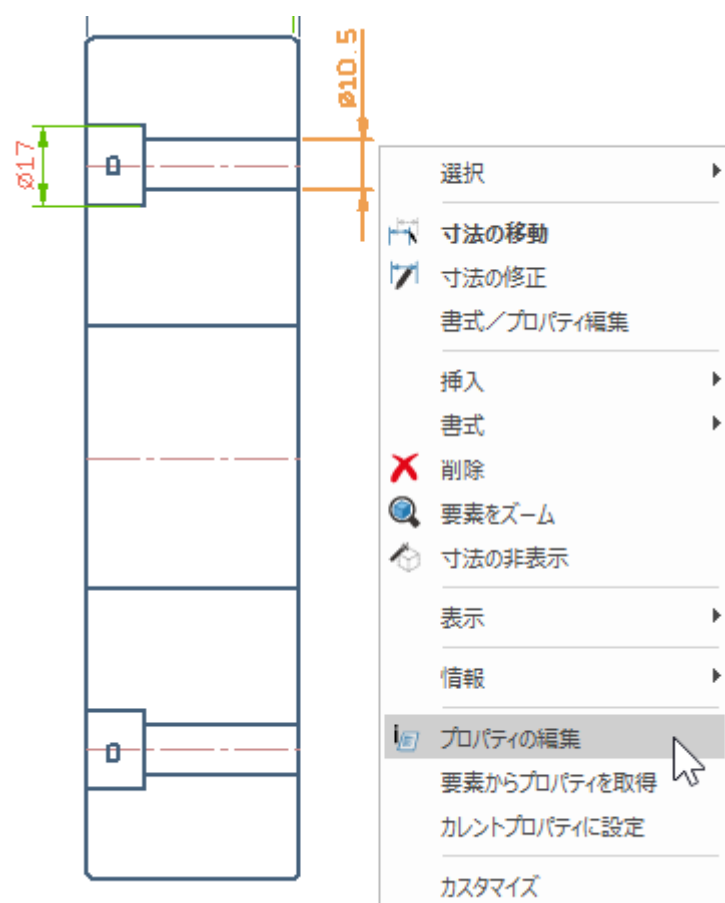 ø10.5
ø17
選択
寸法の移動
寸法の修正
書式／プロパティ編集
挿入
書式
削除
要素をズーム
寸法の非表示
表示
情報
プロパティの編集
要素からプロパティを取得
カレントプロパティに設定
カスタマイズ